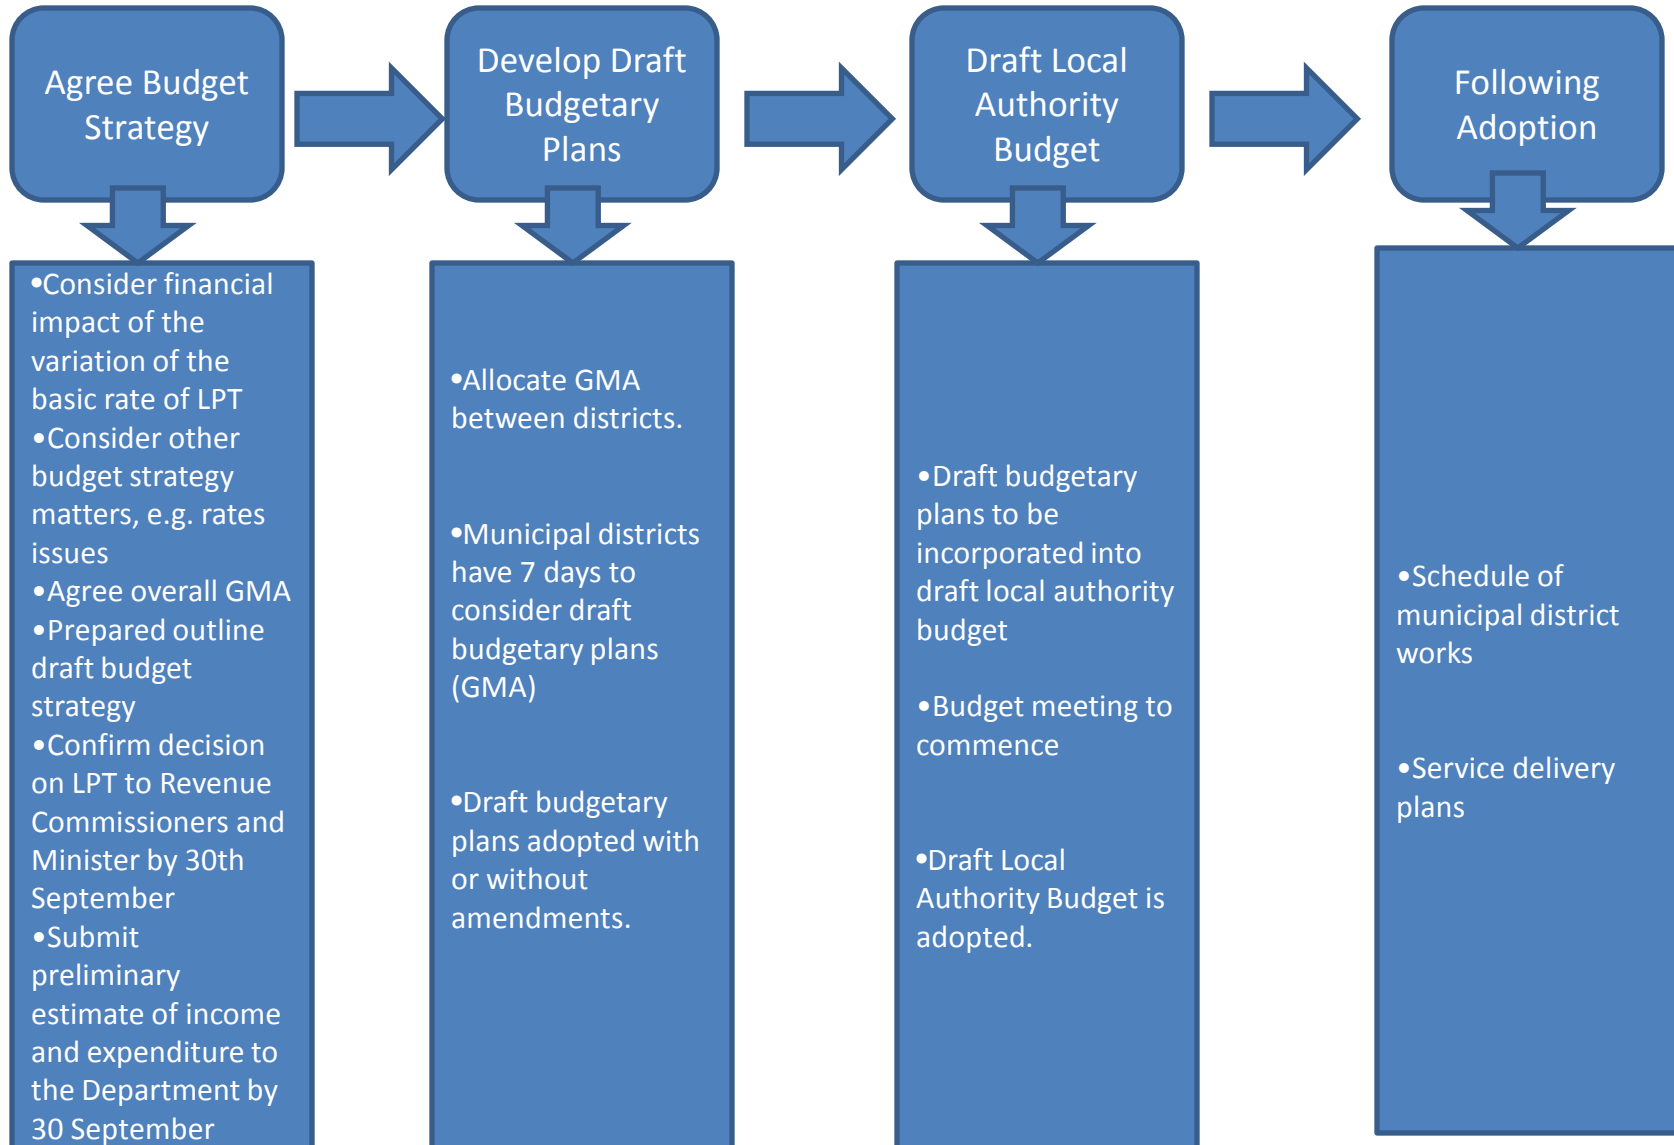 Agree Budget
Strategy
Develop Draft
Budgetary
Plans
Draft Local
Authority
Budget
Following
Adoption
•Consider financial
impact of the
variation of the
basic rate of LPT
•Consider other
budget strategy
matters, e.g. rates
issues
•Agree overall GMA
•Prepared outline
draft budget
strategy
•Confirm decision
on LPT to Revenue
Commissioners and
Minister by 30th
September
•Submit
preliminary
estimate of income
and expenditure to
the Department by
30 September
•Allocate GMA
between districts.
•Municipal districts
have 7 days to
consider draft
budgetary plans
(GMA)
•Draft budgetary
plans adopted with
or without
amendments.
•Draft budgetary
plans to be
incorporated into
draft local authority
budget
•Budget meeting to
commence
•Draft Local
Authority Budget is
adopted.
•Schedule of
municipal district
works
•Service delivery
plans